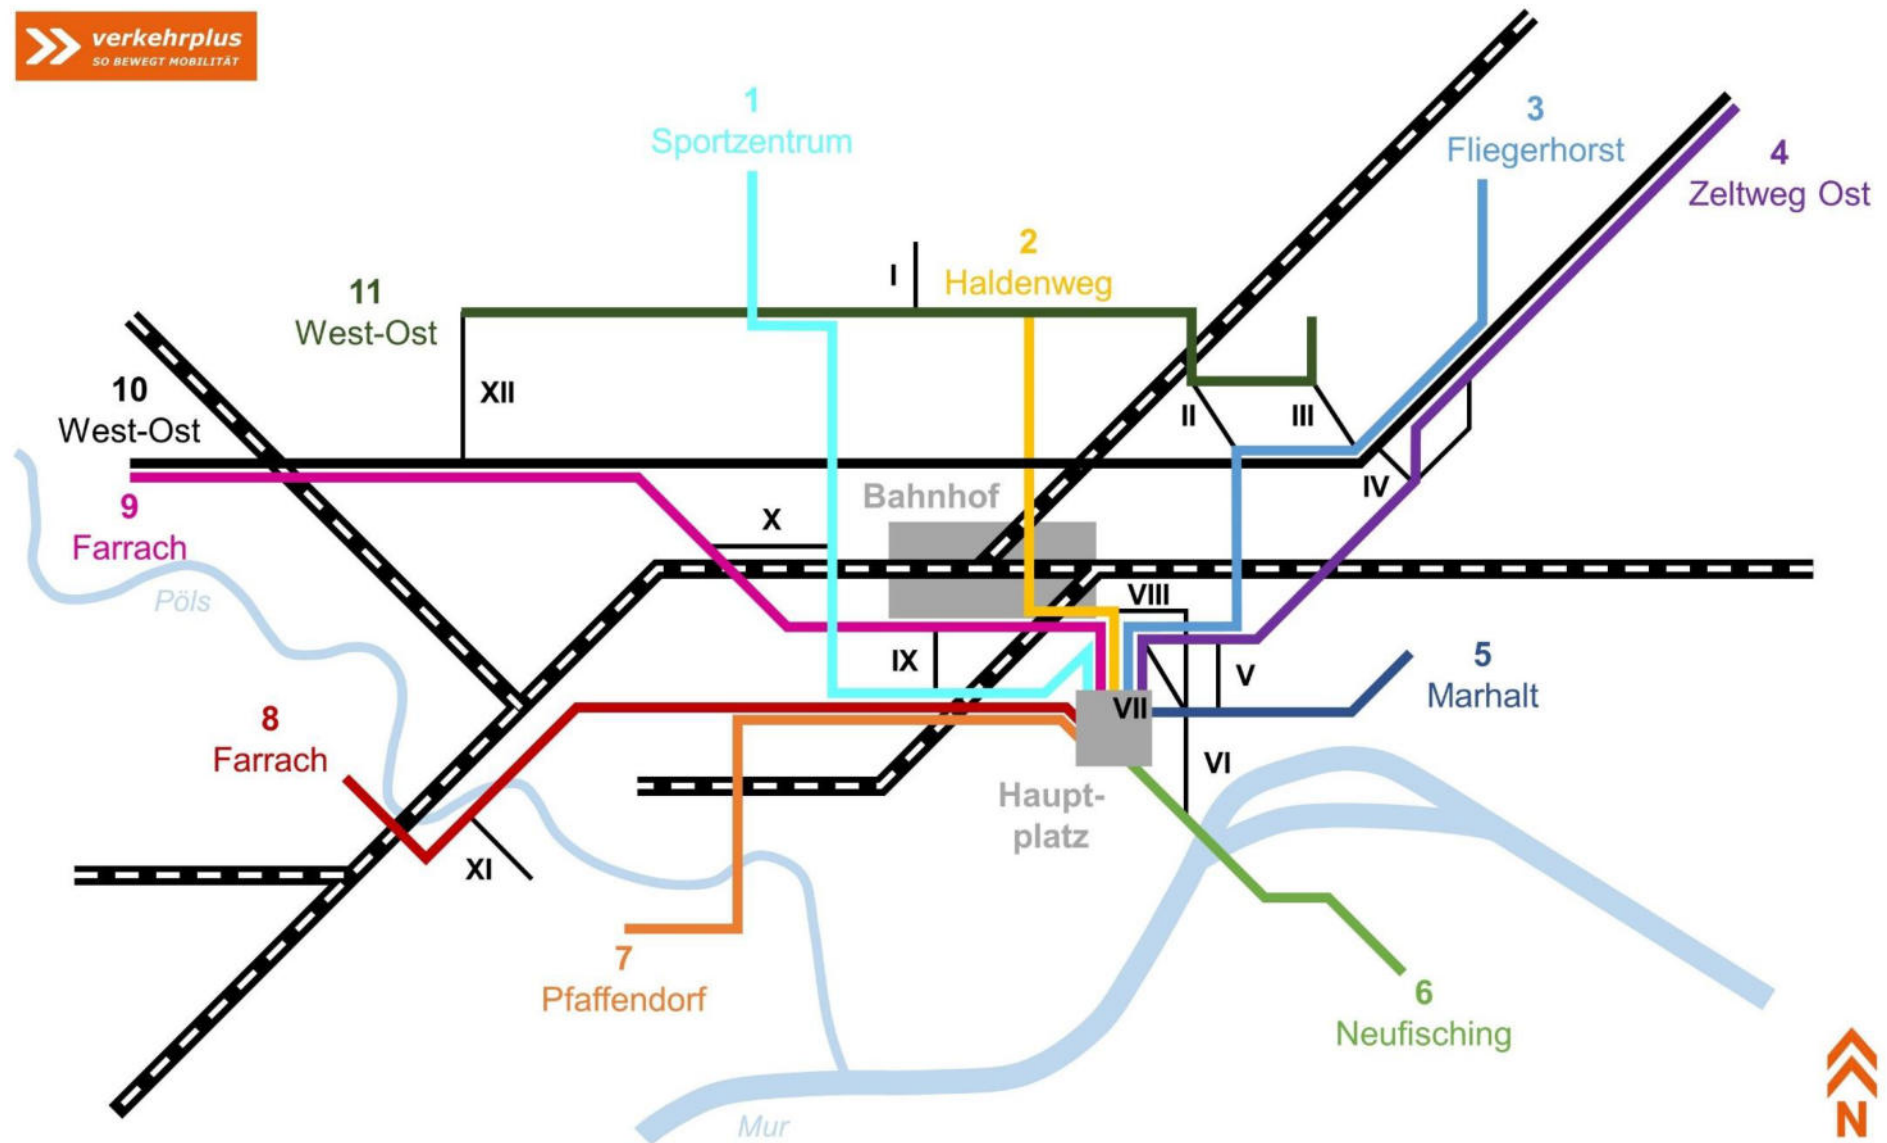 verkehrplus
SO BEWEGT MOBILITÄT
1
Sportzentrum
3
Fliegerhorst
4
Zeltweg Ost
2
Haldenweg
I
11
West-Ost
XII
10
West-Ost
II
III
IV
9
Farrach
X
Bahnhof
Pöls
VIII
IX
V
5
Marhalt
VII
8
Farrach
VI
Haupt-
platz
XI
7
Pfaffendorf
6
Neufisching
Mur
N